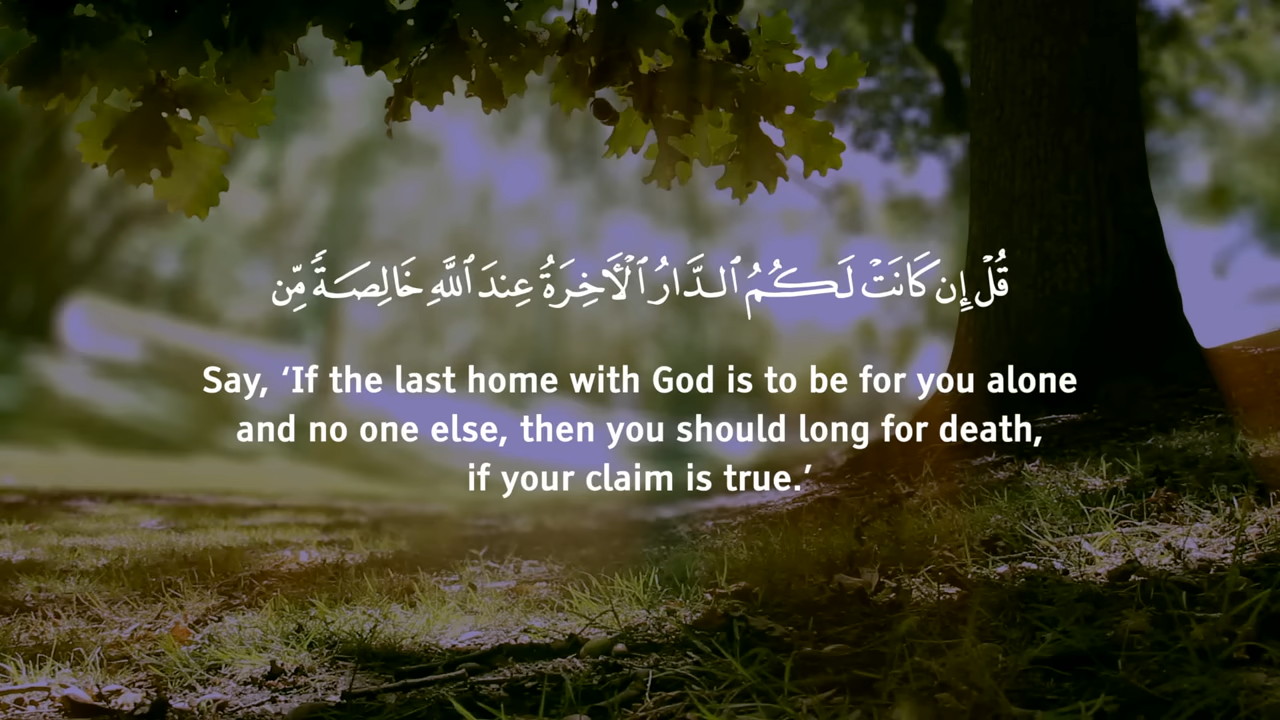 قُلْ إِن كَانَتْ لَكُمُ ٱلدَّارُ ٱلْأَخِرَةُ عِندَ ٱللَّهِ خَالِصَةً مِّن
Say, ‘If the last home with God is to be for you alone
and no one else, then you should long for death,
if your claim is true.’